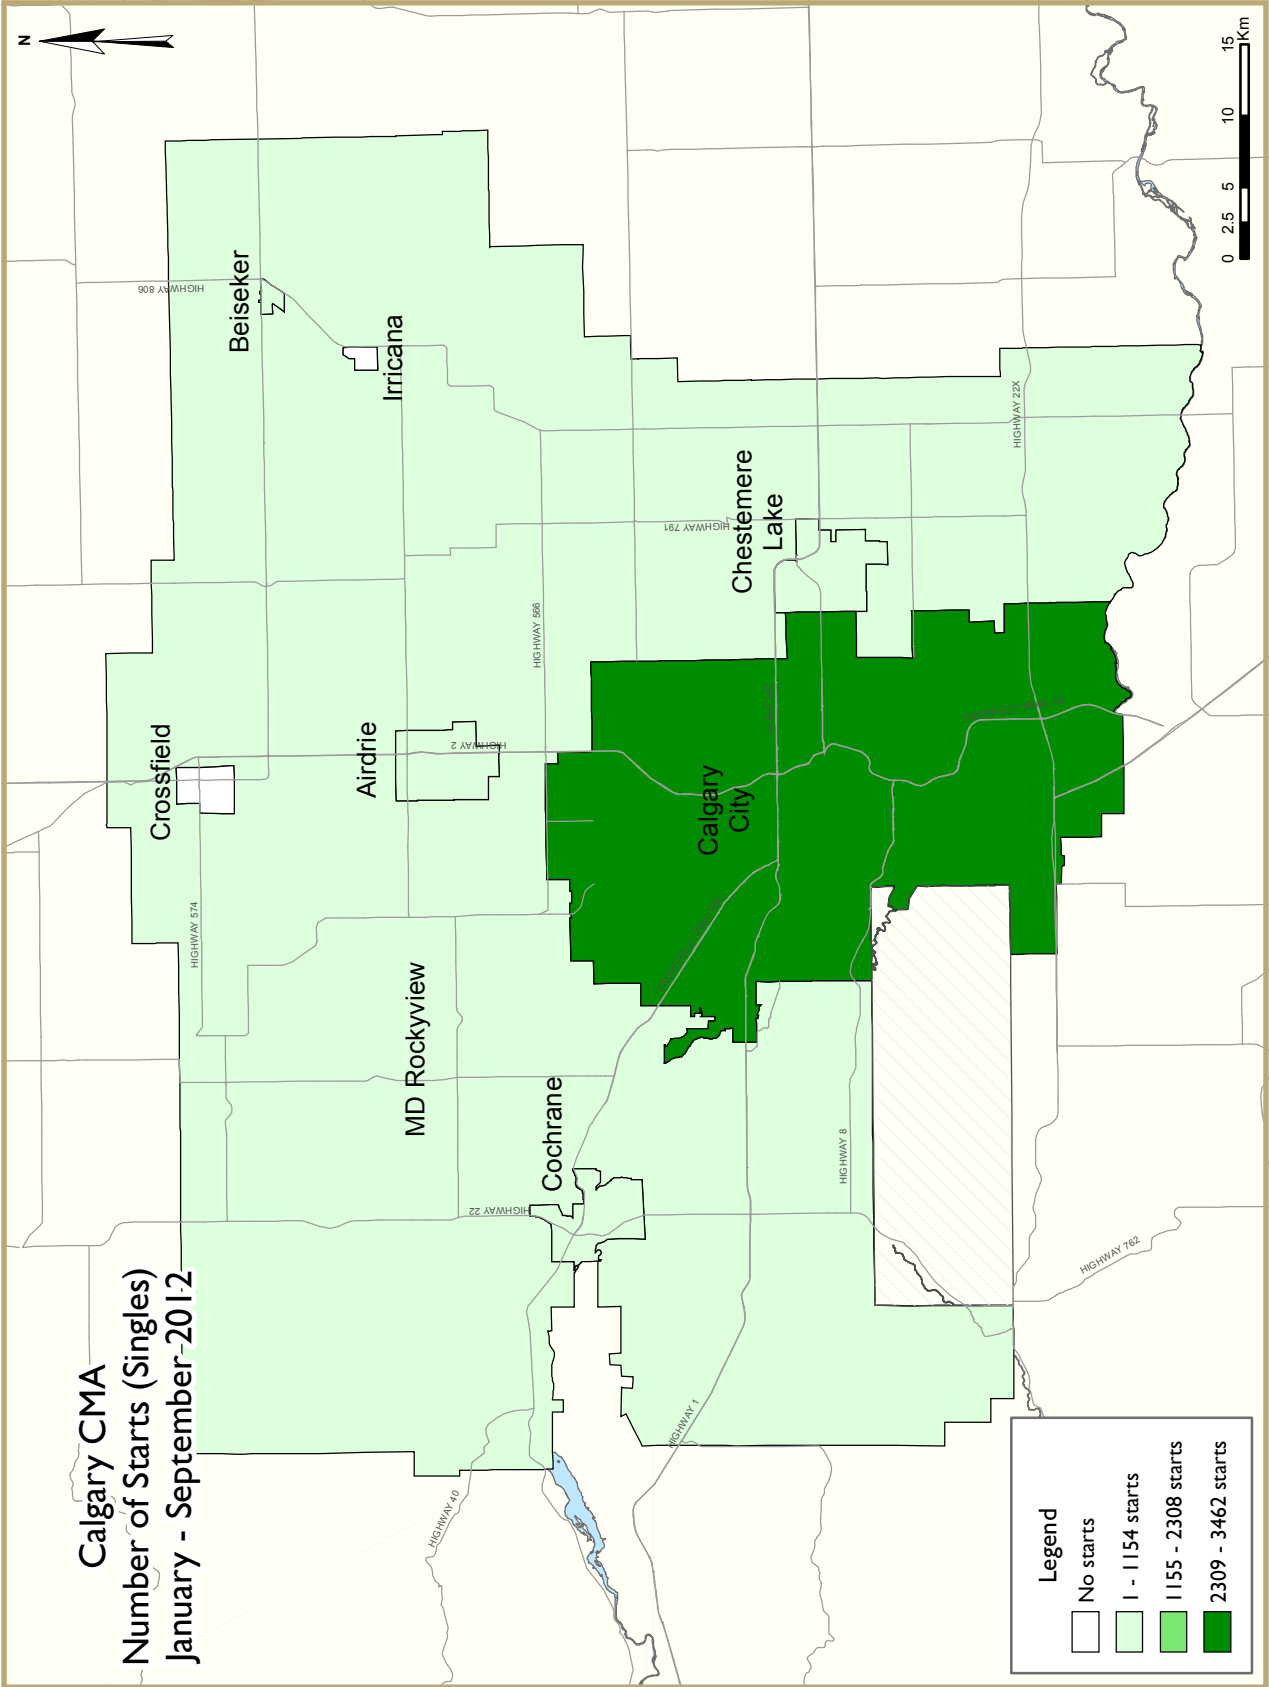 Calgary CMA
Number of Starts (Singles)
January - September 2012
N
HIGHWAY 806
Beiseker
Irricana
Crossfield
HIGHWAY 574
Airdrie
HIGHWAY 2
HIGHWAY 566
HIGHWAY 791
Chestemere
Lake
HIGHWAY 22X
MD Rockyview
Cochrane
HIGHWAY 22
Calgary
City
HIGHWAY 8
HIGHWAY 762
HIGHWAY 40
HIGHWAY 1
Legend
No starts
1 - 1154 starts
1155 - 2308 starts
2309 - 3462 starts
0 2.5 5 10 15
Km